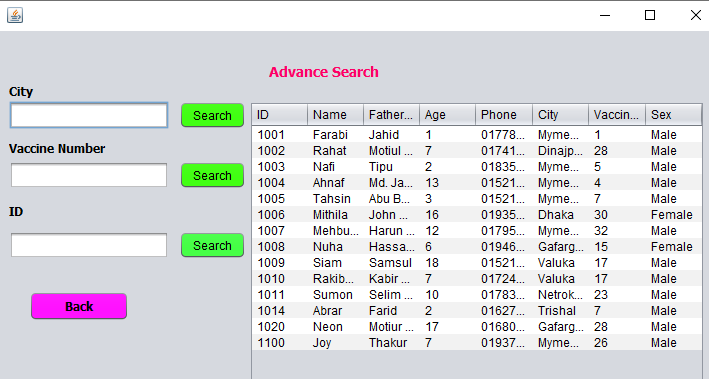 Advance Search
City
Search
Vaccine Number
Search
ID
Search
Back
ID Name Father... Age Phone City Vaccin... Sex
1001 Farabi Jahid 1 01778... Myme... 1 Male
1002 Rahat Motiul ... 7 01741... Dinajp... 28 Male
1003 Nafi Tipu 2 01835... Myme... 5 Male
1004 Ahnaf Md. Ja... 13 01521... Myme... 4 Male
1005 Tahsin Abu B... 3 01521... Myme... 7 Male
1006 Mithila John ... 16 01935... Dhaka 30 Female
1007 Mehbu... Harun ... 12 01795... Myme... 32 Male
1008 Nuha Hassa... 6 01946... Gafarg... 15 Female
1009 Siam Samsul 18 01521... Valuka 17 Male
1010 Rakib... Kabir ... 7 01724... Valuka 17 Male
1011 Sumon Selim ... 10 01783... Netrok... 23 Male
1014 Abrar Farid 2 01627... Trishal 7 Male
1020 Neon Motiur ... 17 01680... Gafarg... 28 Male
1100 Joy Thakur 7 01937... Myme... 26 Male